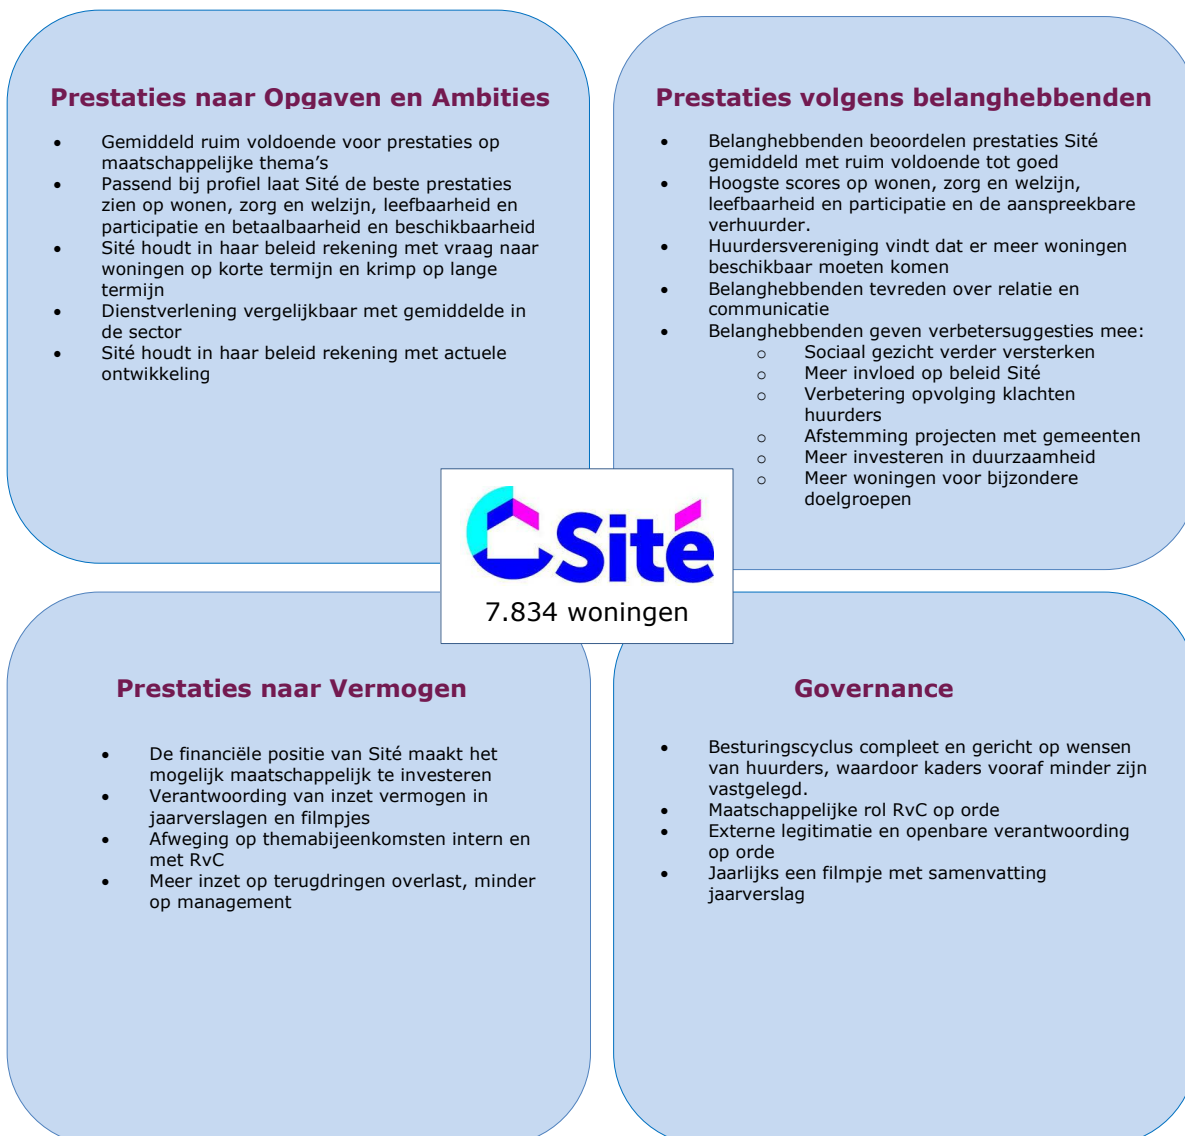 Prestaties naar Opgaven en Ambities
• Gemiddeld ruim voldoende voor prestaties op
maatschappelijke thema's
• Passend bij profiel laat Sité de beste prestaties
zien op wonen, zorg en welzijn, leefbaarheid en
participatie en betaalbaarheid en beschikbaarheid
• Sité houdt in haar beleid rekening met vraag naar
woningen op korte termijn en krimp op lange
termijn
• Dienstverlening vergelijkbaar met gemiddelde in
de sector
• Sité houdt in haar beleid rekening met actuele
ontwikkeling
Prestaties volgens belanghebbenden
• Belanghebbenden beoordelen prestaties Sité
gemiddeld met ruim voldoende tot goed
• Hoogste scores op wonen, zorg en welzijn,
leefbaarheid en participatie en de aanspreekbare
verhuurder.
• Huurdersvereniging vindt dat er meer woningen
beschikbaar moeten komen
• Belanghebbenden tevreden over relatie en
communicatie
• Belanghebbenden geven verbetersuggesties mee:
o Sociaal gezicht verder versterken
o Meer invloed op beleid Sité
o Verbetering opvolging klachten
huurders
o Afstemming projecten met gemeenten
o Meer investeren in duurzaamheid
o Meer woningen voor bijzondere
doelgroepen
Sité
7.834 woningen
Prestaties naar Vermogen
• De financiële positie van Sité maakt het
mogelijk maatschappelijk te investeren
• Verantwoording van inzet vermogen in
jaarverslagen en filmpjes
• Afweging op themabijeenkomsten intern en
met RvC
• Meer inzet op terugdringen overlast, minder
op management
Governance
• Besturingscyclus compleet en gericht op wensen
van huurders, waardoor kaders vooraf minder zijn
vastgelegd.
• Maatschappelijke rol RvC op orde
• Externe legitimatie en openbare verantwoording
op orde
• Jaarlijks een filmpje met samenvatting
jaarverslag